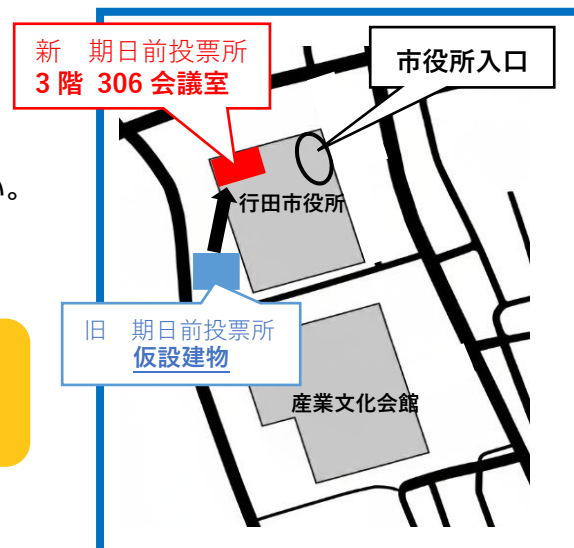 新 期日前投票所
3階 306会議室
市役所入口
い。
行田市役所
旧 期日前投票所
仮設建物
産業文化会館